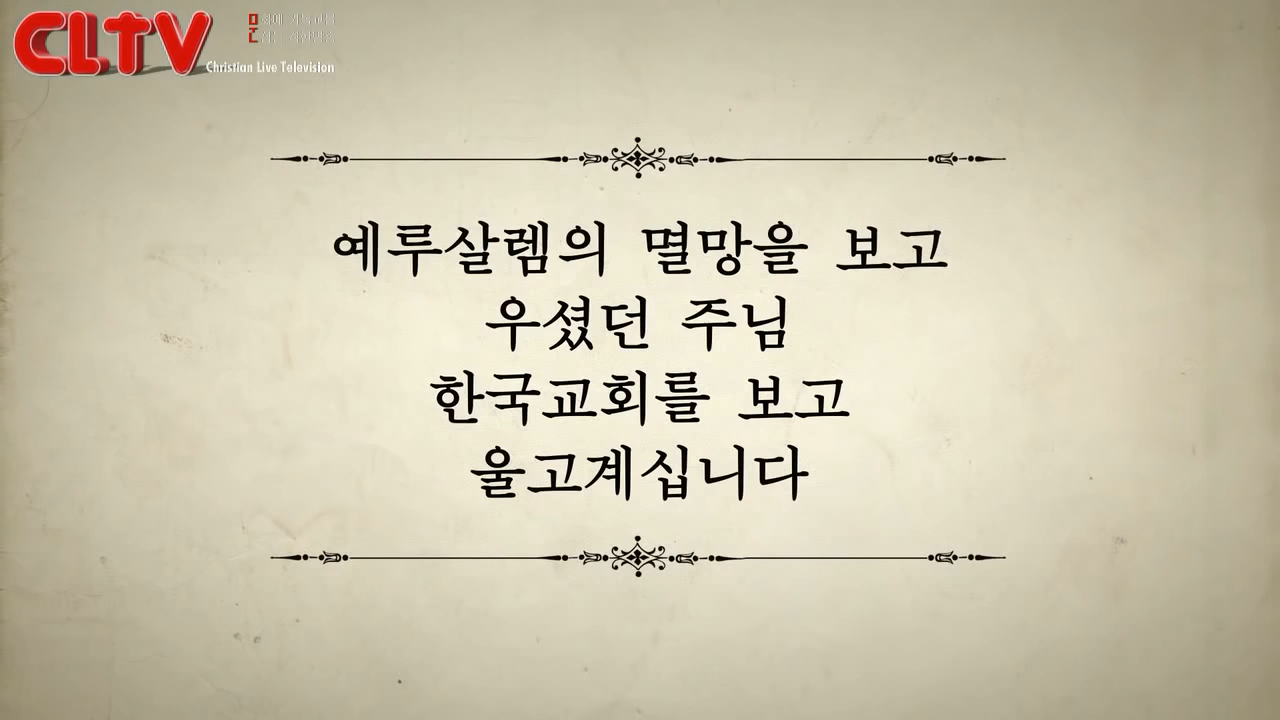 CLTV
Christian Live Television
예루살렘의 멸망을 보고
우셨던 주님
한국교회를 보고
울고계십니다